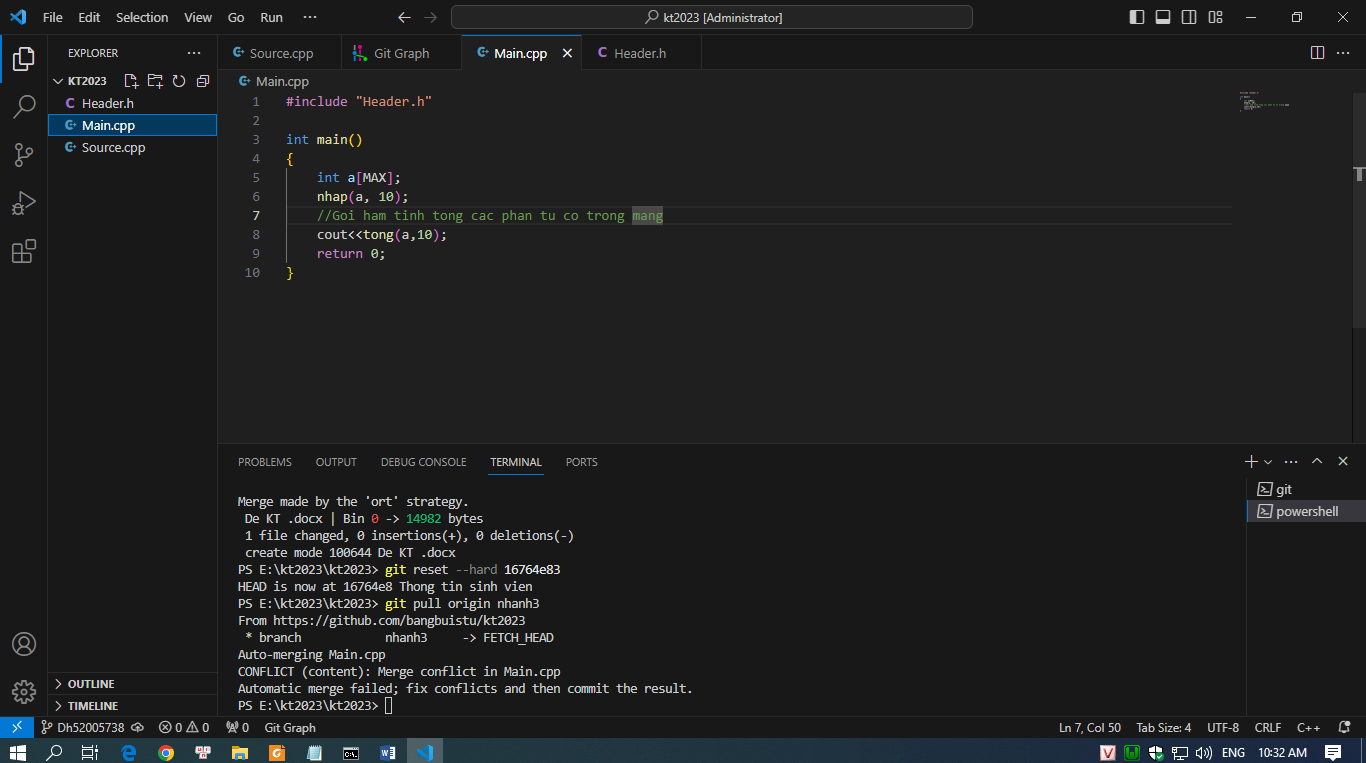 File Edit Selection View Go Run ··· kt2023 [Administrator]
EXPLORER ···
KT2023
Header.h
Main.cpp
Source.cpp
OUTLINE
TIMELINE
Source.cpp Git Graph Main.cpp Header.h
Main.cpp
1 #include "Header.h"
2
3 int main()
4 {
5 int a[MAX];
6 nhap(a, 10);
7 //Goi ham tinh tong cac phan tu co trong mang
8 cout<<tong(a,10);
9 return 0;
10 }
PROBLEMS OUTPUT DEBUG CONSOLE TERMINAL PORTS
Merge made by the 'ort' strategy.
De KT .docx | Bin 0 -> 14982 bytes
1 file changed, 0 insertions(+), 0 deletions(-)
create mode 100644 De KT .docx
PS E:\kt2023\kt2023> git reset --hard 16764e83
HEAD is now at 16764e8 Thong tin sinh vien
PS E:\kt2023\kt2023> git pull origin nhanh3
From https://github.com/bangbuistu/kt2023
* branch nhanh3 -> FETCH_HEAD
Auto-merging Main.cpp
CONFLICT (content): Merge conflict in Main.cpp
Automatic merge failed; fix conflicts and then commit the result.
PS E:\kt2023\kt2023>
git
powershell
Dh52005738 0 0 0 Git Graph Ln 7, Col 50 Tab Size: 4 UTF-8 CRLF C++
ENG 10:32 AM